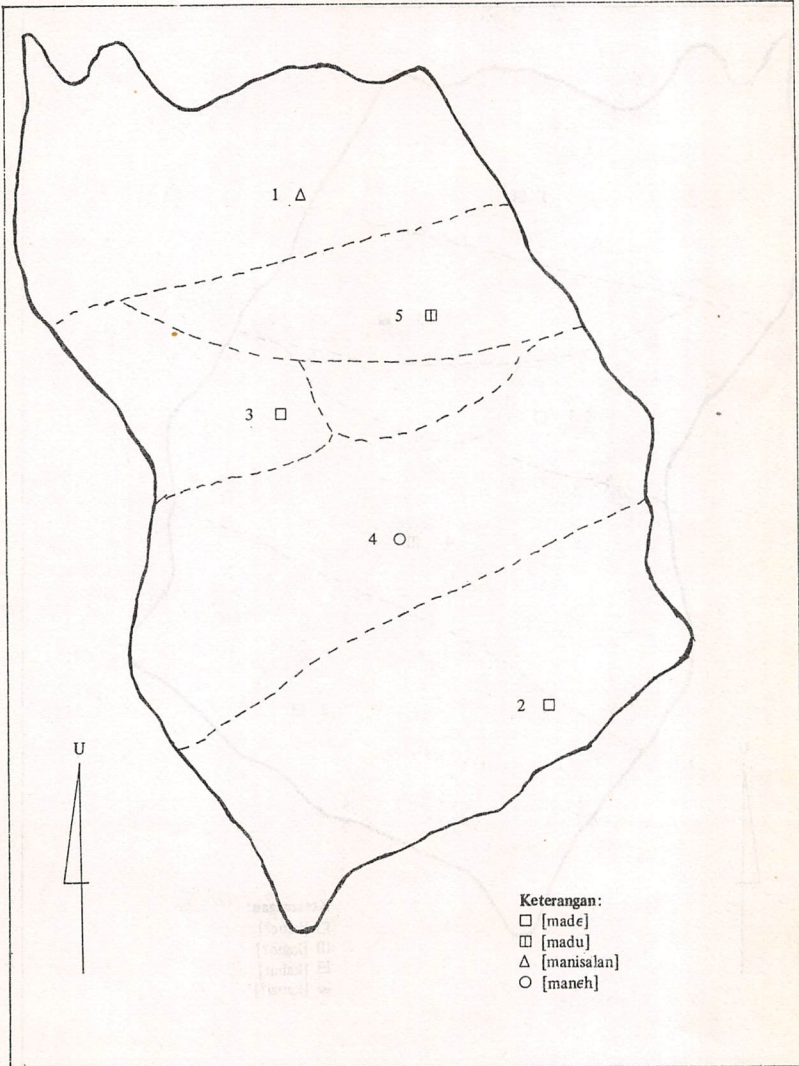 1 △
5 ◫
3 □
4 ○
2 □
U
Keterangan:
□ [madɛ]
◫ [madu]
△ [manisalan]
○ [manɛh]